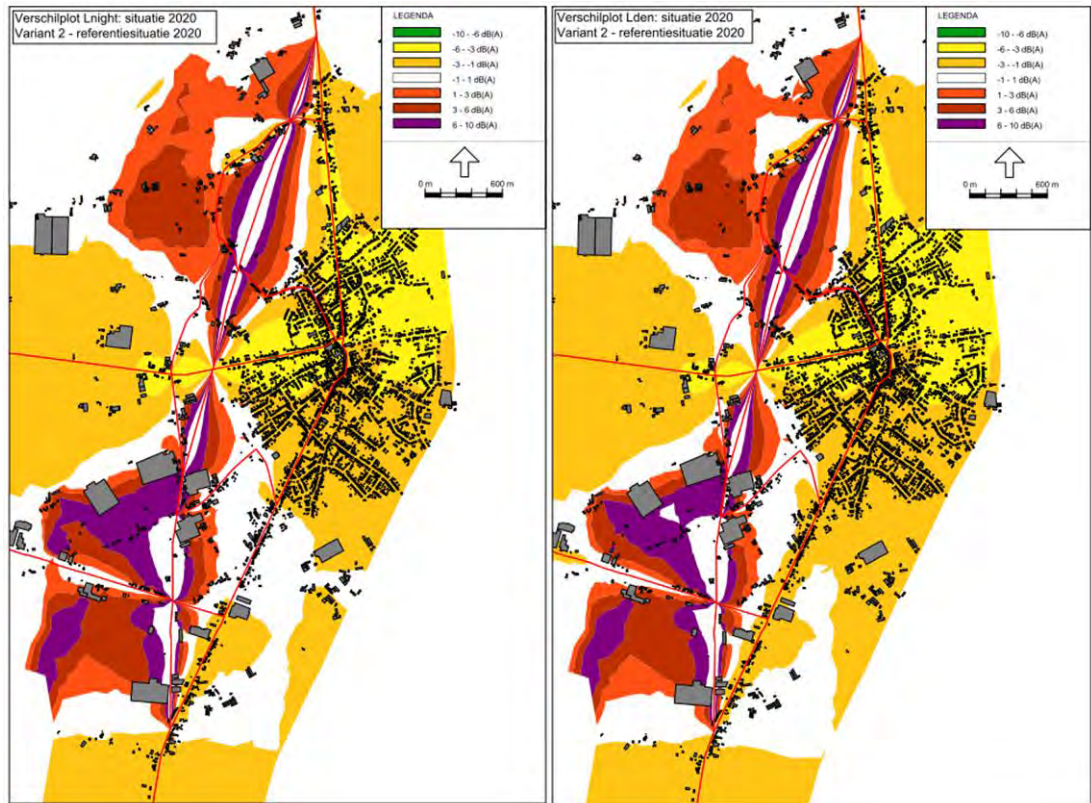 Verschilplot Lnight: situatie 2020
Variant 2 - referentiesituatie 2020
LEGENDA
-10 - -6 dB(A)
-6 - -3 dB(A)
-3 - -1 dB(A)
-1 - 1 dB(A)
1 - 3 dB(A)
3 - 6 dB(A)
6 - 10 dB(A)
0 m 600 m
Verschilplot Lden: situatie 2020
Variant 2 - referentiesituatie 2020
LEGENDA
-10 - -6 dB(A)
-6 - -3 dB(A)
-3 - -1 dB(A)
-1 - 1 dB(A)
1 - 3 dB(A)
3 - 6 dB(A)
6 - 10 dB(A)
0 m 600 m